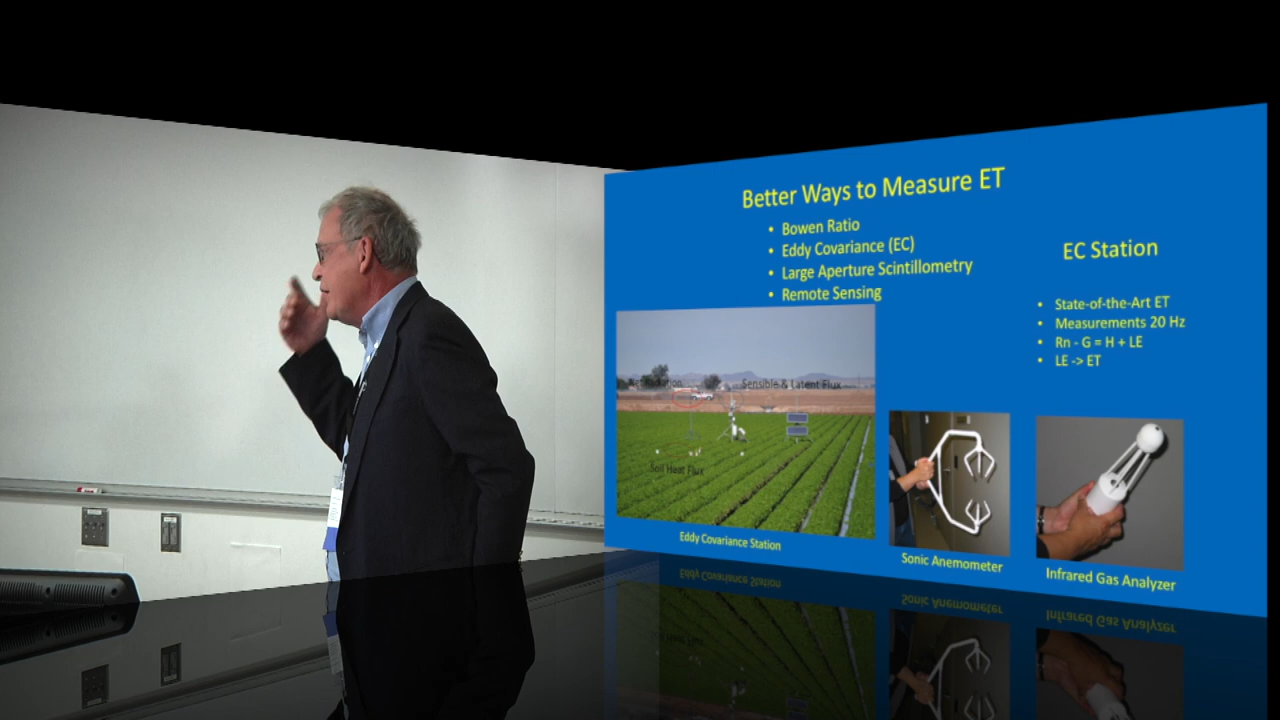 Better Ways to Measure ET
• Bowen Ratio
• Eddy Covariance (EC)
• Large Aperture Scintillometry
• Remote Sensing
EC Station
• State-of-the-Art ET
• Measurements 20 Hz
• Rn - G = H + LE
• LE -> ET
Sensible & Latent Flux
Soil Heat Flux
Eddy Covariance Station
Sonic Anemometer
Infrared Gas Analyzer